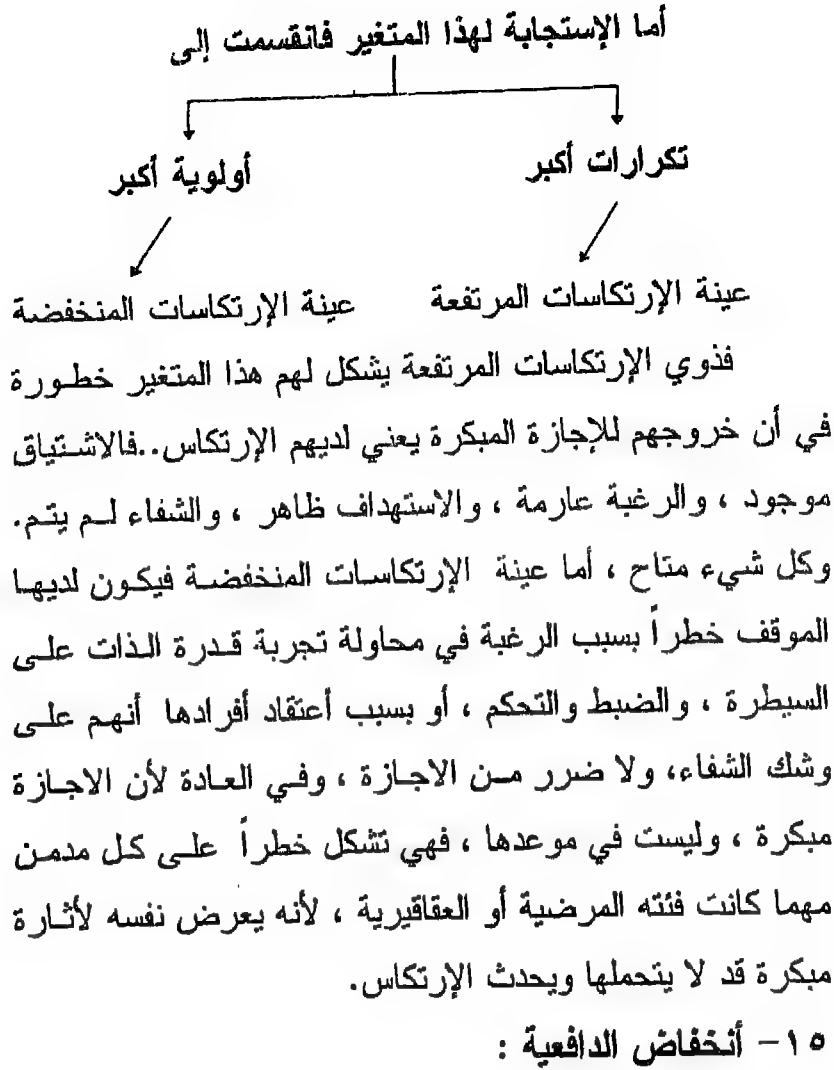 أما الإستجابة لهذا المتغير فانقسمت إلى
تكرارات أكبر أولوية أكبر
عينة الإرتكاسات المرتفعة عينة الإرتكاسات المنخفضة
فذوي الإرتكاسات المرتفعة يشكل لهم هذا المتغير خطورة
في أن خروجهم للإجازة المبكرة يعني لديهم الإرتكاس..فالاشتياق
موجود ، والرغبة عارمة ، والاستهداف ظاهر ، والشفاء لم يتم.
وكل شيء متاح ، أما عينة الإرتكاسات المنخفضة فيكون لديها
الموقف خطراً بسبب الرغبة في محاولة تجربة قدرة الذات على
السيطرة ، والضبط والتحكم ، أو بسبب أعتقاد أفرادها أنهم على
وشك الشفاء، ولا ضرر من الاجازة ، وفي العادة لأن الاجازة
مبكرة ، وليست في موعدها ، فهي تشكل خطراً على كل مدمن
مهما كانت فئته المرضية أو العقاقيرية ، لأنه يعرض نفسه لأثارة
مبكرة قد لا يتحملها ويحدث الإرتكاس.
١٥- أنخفاض الدافعية :